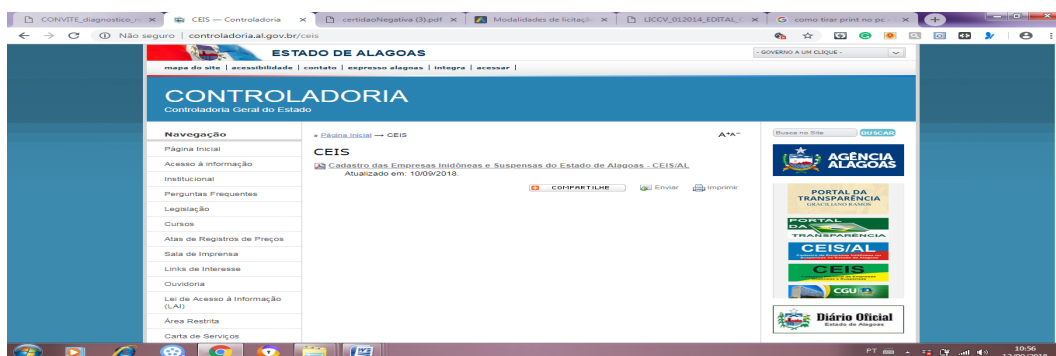 CONVITE_diagnostico_re
CEIS — Controladoria
certidaoNegativa (3).pdf
Modalidades de licitaçã
LICCV_012014_EDITAL_C
como tirar print no pc -
Não seguro | controladoria.al.gov.br/ceis
ESTADO DE ALAGOAS
- GOVERNO A UM CLIQUE -
mapa do site | acessibilidade | contato | expresso alagoas | integra | acessar |
CONTROLADORIA
Controladoria Geral do Estado
Navegação
Página Inicial
Acesso à informação
Institucional
Perguntas Frequentes
Legislação
Cursos
Atas de Registros de Preços
Sala de Imprensa
Links de Interesse
Ouvidoria
Lei de Acesso à Informação
(LAI)
Área Restrita
Carta de Serviços
» Página Inicial → CEIS
A+A−
CEIS
Cadastro das Empresas Inidôneas e Suspensas do Estado de Alagoas - CEIS/AL
Atualizado em: 10/09/2018.
COMPARTILHE
Enviar
Imprimir
Busca no Site
BUSCAR
AGÊNCIA
ALAGOAS
PORTAL DA
TRANSPARÊNCIA
GRACILIANO RAMOS
PORTAL
DA
TRANSPARÊNCIA
CEIS/AL
CEIS
CGU
Diário Oficial
Estado de Alagoas
PT
10:56
12/09/2018